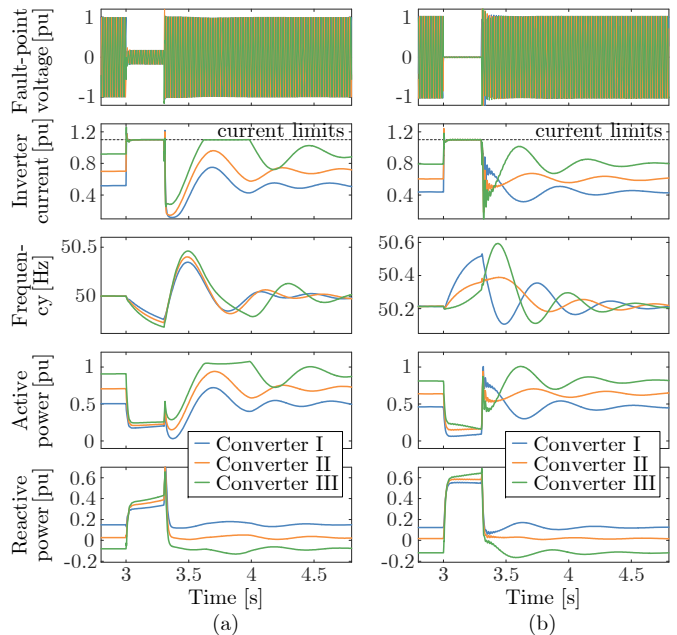 Fault-point
voltage [pu]
1
0
-1
1
0
-1
Inverter
current [pu]
1.2
0.8
0.4
current limits
1.2
0.8
0.4
current limits
Frequen-
cy [Hz]
50.5
50
50.6
50.4
50.2
Active
power [pu]
1
0.5
0
1
0.5
0
Converter I
Converter II
Converter III
Converter I
Converter II
Converter III
Reactive
power [pu]
0.6
0.4
0.2
0
-0.2
0.6
0.4
0.2
0
-0.2
3 3.5 4 4.5
3 3.5 4 4.5
Time [s]
Time [s]
(a)
(b)